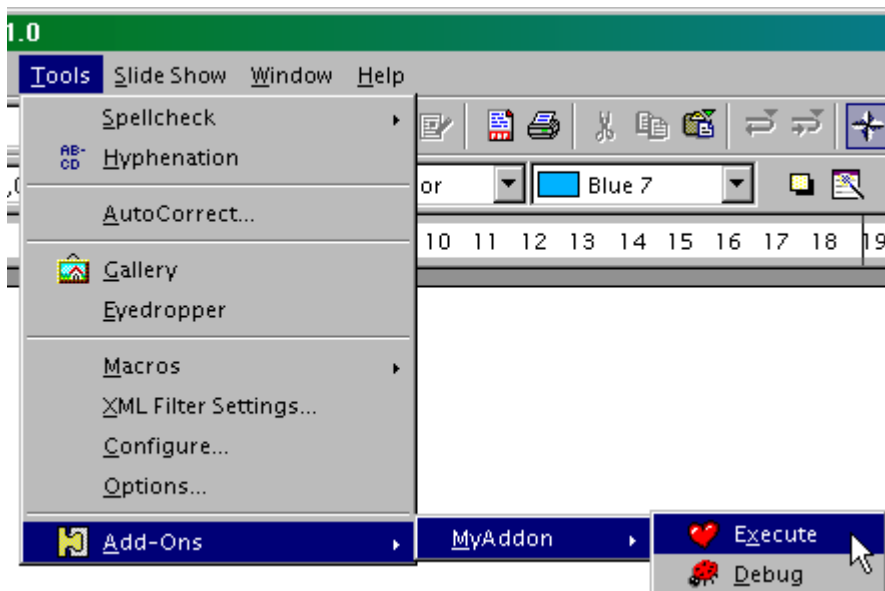 1.0
Tools Slide Show Window Help
Spellcheck
AB-
CD
Hyphenation
or Blue 7
AutoCorrect...
10 11 12 13 14 15 16 17 18 19
Gallery
Eyedropper
Macros
XML Filter Settings...
Configure...
Options...
Add-Ons MyAddon Execute
Debug